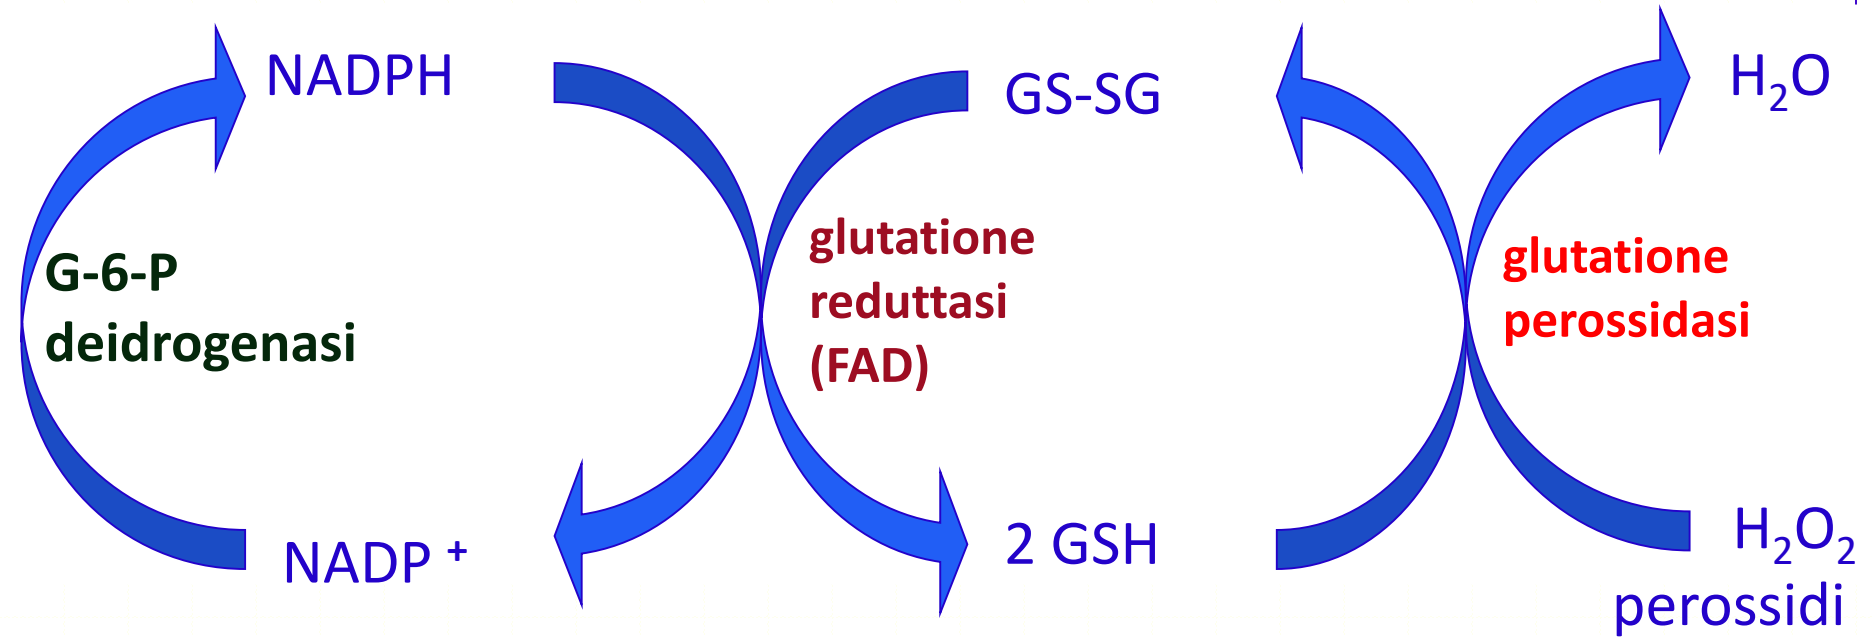 NADPH
GS-SG
H₂O
G-6-P
deidrogenasi
glutatione
reduttasi
(FAD)
glutatione
perossidasi
NADP ⁺
2 GSH
H₂O₂
perossidi